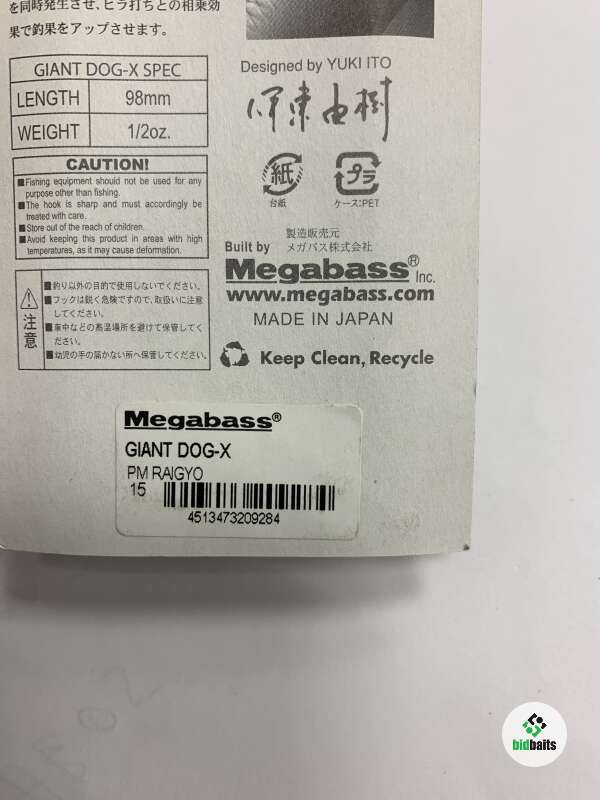 を同時発生させ、ヒラ打ちとの相乗効
果で釣果をアップさせます。
GIANT DOG-X SPEC
LENGTH 98mm
WEIGHT 1/2oz.
CAUTION!
■Fishing equipment should not be used for any
purpose other than fishing.
■The hook is sharp and must accordingly be
treated with care.
■Store out of the reach of children.
■Avoid keeping this product in areas with high
temperatures, as it may cause deformation.
注意
■釣り以外の目的で使用しないでください。
■フックは鋭く危険ですので、取扱いに注意
してください。
■車中などの高温場所を避けて保管してく
ださい。
■幼児の手の届かない所へ保管してください。
Designed by YUKI ITO
伊東由樹
紙
台紙
プラ
ケース:PET
製造販売元
メガバス株式会社
Built by
Megabass® Inc.
www.megabass.com
MADE IN JAPAN
Keep Clean, Recycle
Megabass®
GIANT DOG-X
PM RAIGYO
15
4513473209284
bidbaits